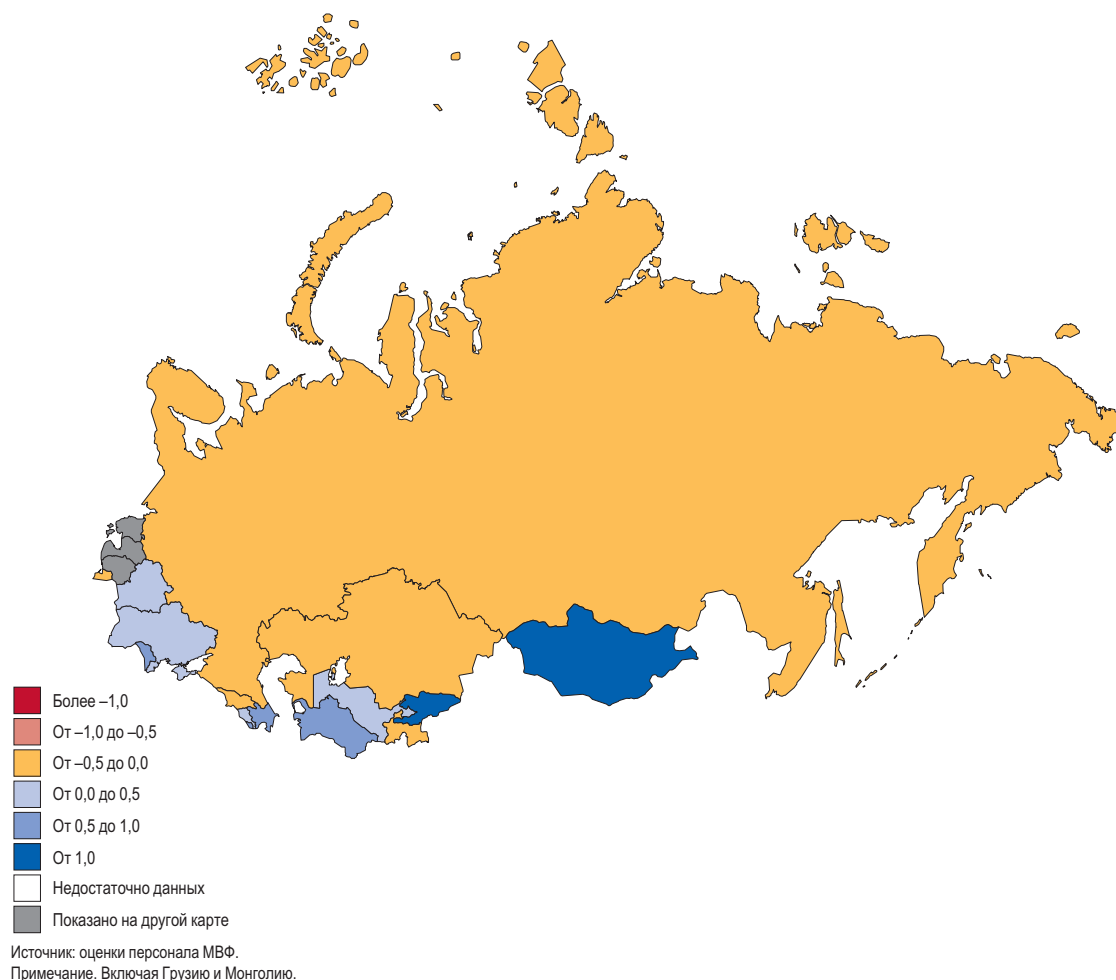 Более –1,0
От –1,0 до –0,5
От –0,5 до 0,0
От 0,0 до 0,5
От 0,5 до 1,0
От 1,0
Недостаточно данных
Показано на другой карте
Источник: оценки персонала МВФ.
Примечание. Включая Грузию и Монголию.